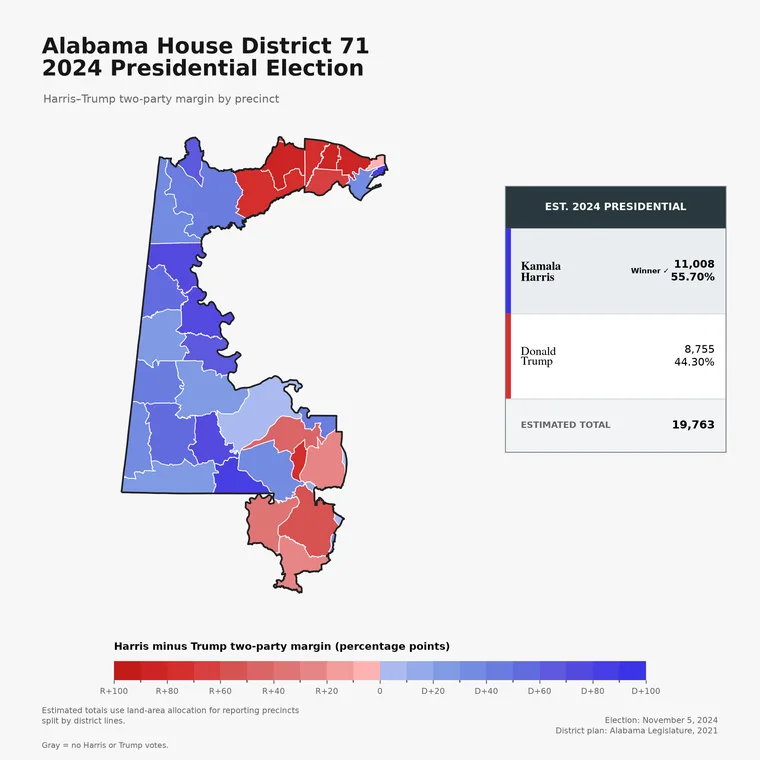 Alabama House District 71
2024 Presidential Election
Harris–Trump two-party margin by precinct
EST. 2024 PRESIDENTIAL
Kamala
Harris
Winner ✓
11,008
55.70%
Donald
Trump
8,755
44.30%
ESTIMATED TOTAL
19,763
Harris minus Trump two-party margin (percentage points)
R+100 R+80 R+60 R+40 R+20 0 D+20 D+40 D+60 D+80 D+100
Estimated totals use land-area allocation for reporting precincts
split by district lines.
Gray = no Harris or Trump votes.
Election: November 5, 2024
District plan: Alabama Legislature, 2021